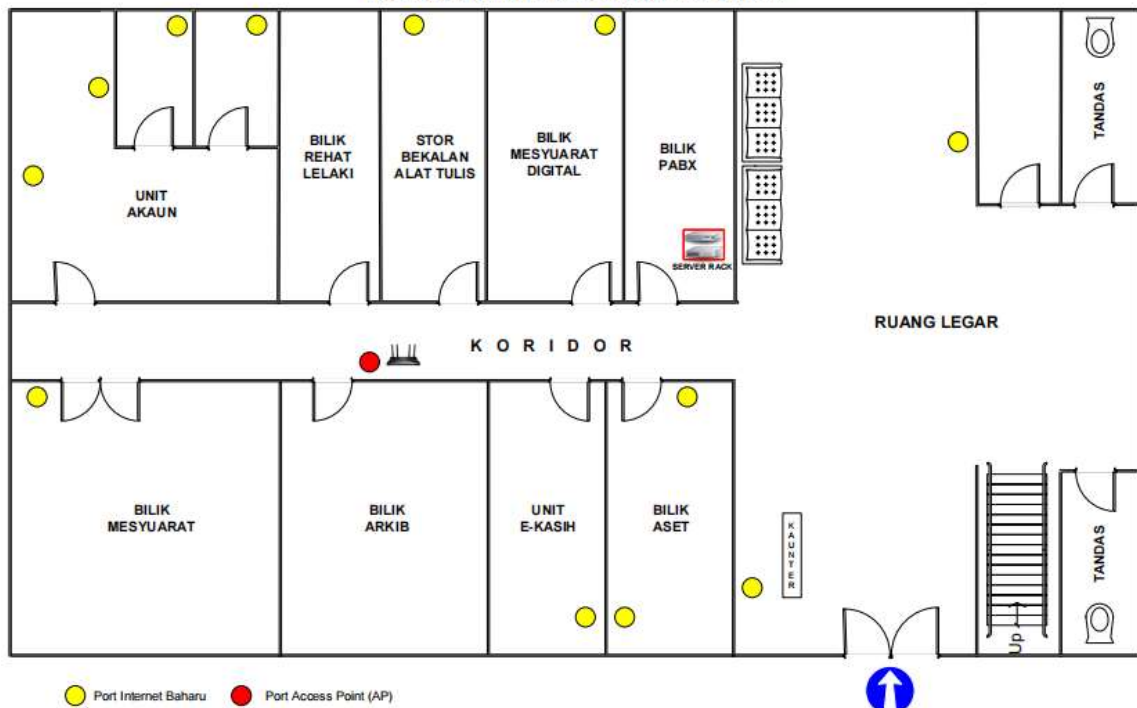 UNIT
AKAUN
BILIK
REHAT
LELAKI
STOR
BEKALAN
ALAT TULIS
BILIK
MESYUARAT
DIGITAL
BILIK
PABX
SERVER RACK
TANDAS
RUANG LEGAR
K O R I D O R
BILIK
MESYUARAT
BILIK
ARKIB
UNIT
E-KASIH
BILIK
ASET
KAUNTER
Up
TANDAS
Port Internet Baharu
Port Access Point (AP)